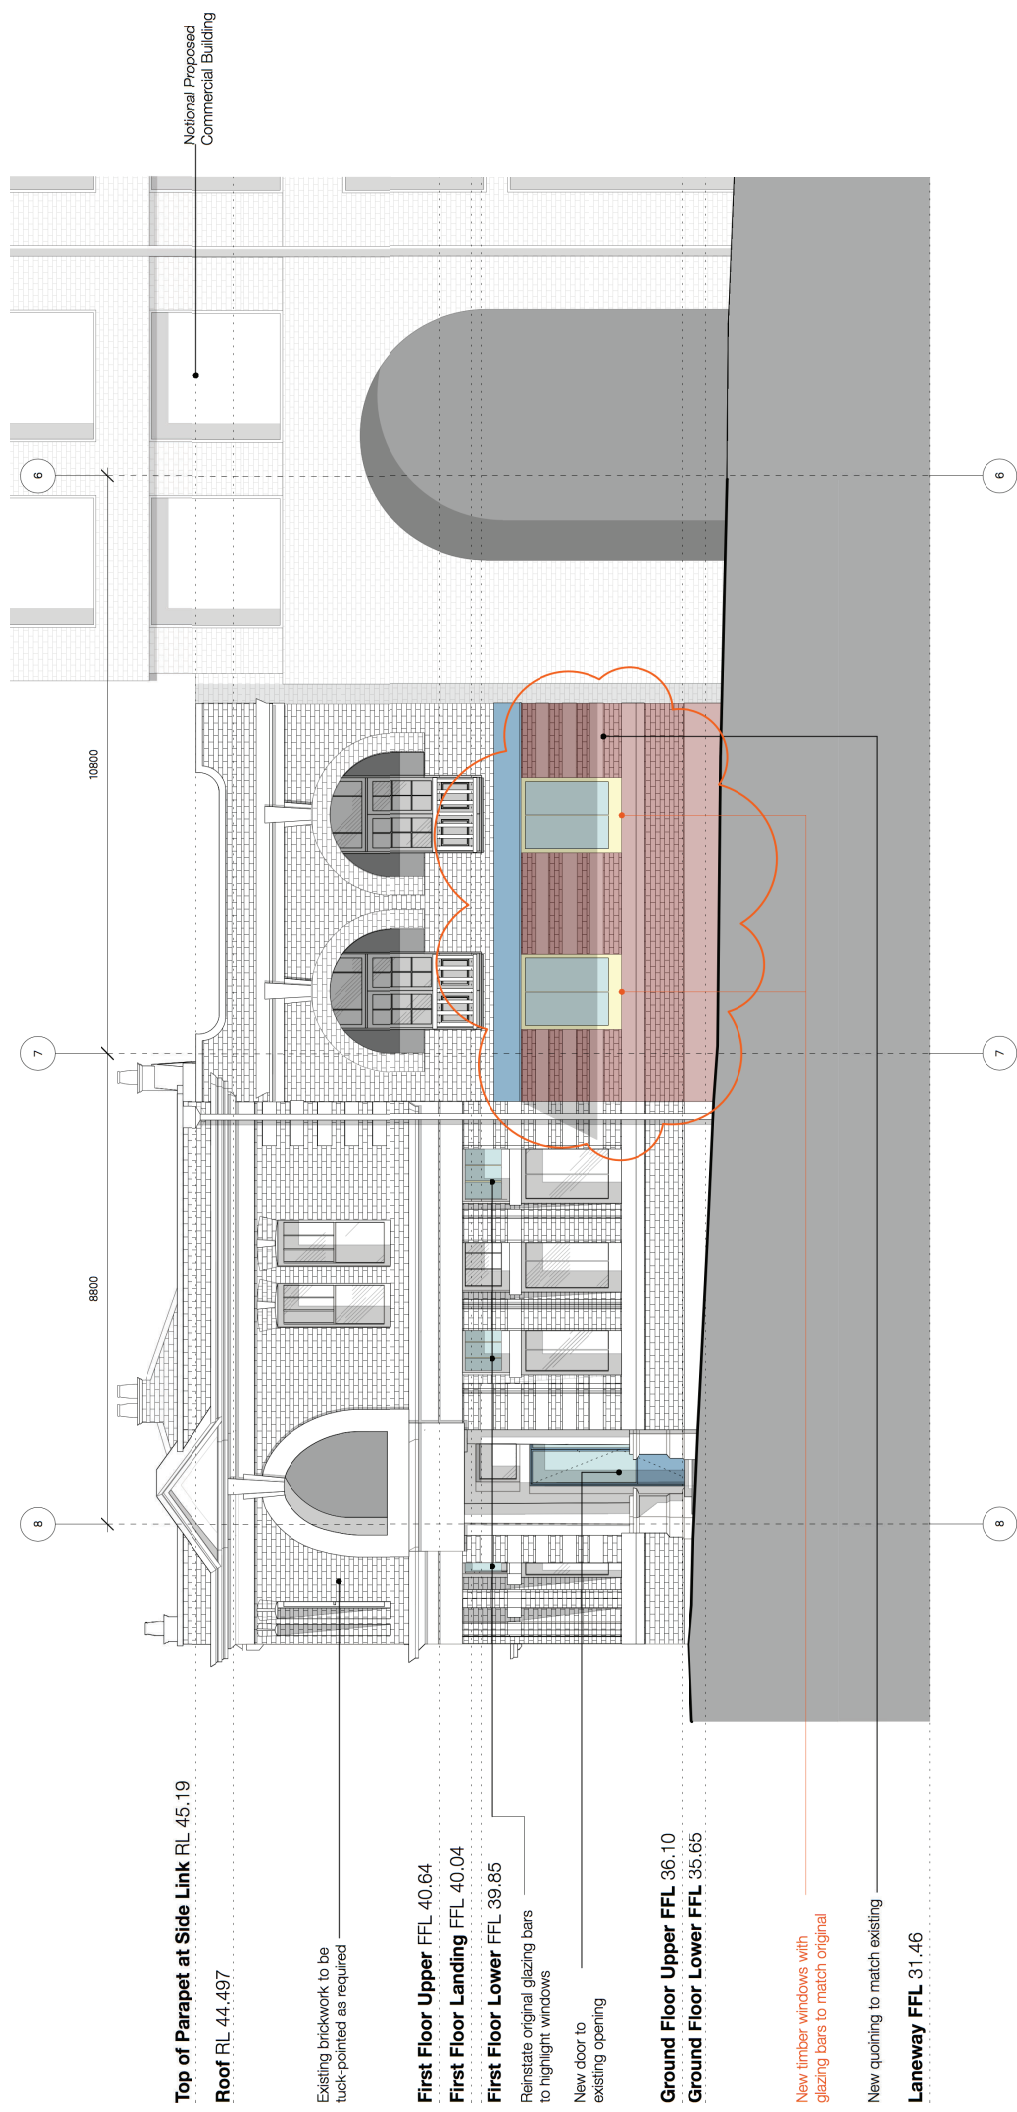 Top of Parapet at Side Link RL 45.19
Roof RL 44.497
Existing brickwork to be
tuck-pointed as required
First Floor Upper FFL 40.64
First Floor Landing FFL 40.04
First Floor Lower FFL 39.85
Reinstate original glazing bars
to highlight windows
New door to
existing opening
Ground Floor Upper FFL 36.10
Ground Floor Lower FFL 35.65
New timber windows with
glazing bars to match original
New quoining to match existing
Laneway FFL 31.46
8
8800
7
10800
6
Notional Proposed
Commercial Building
8
7
6